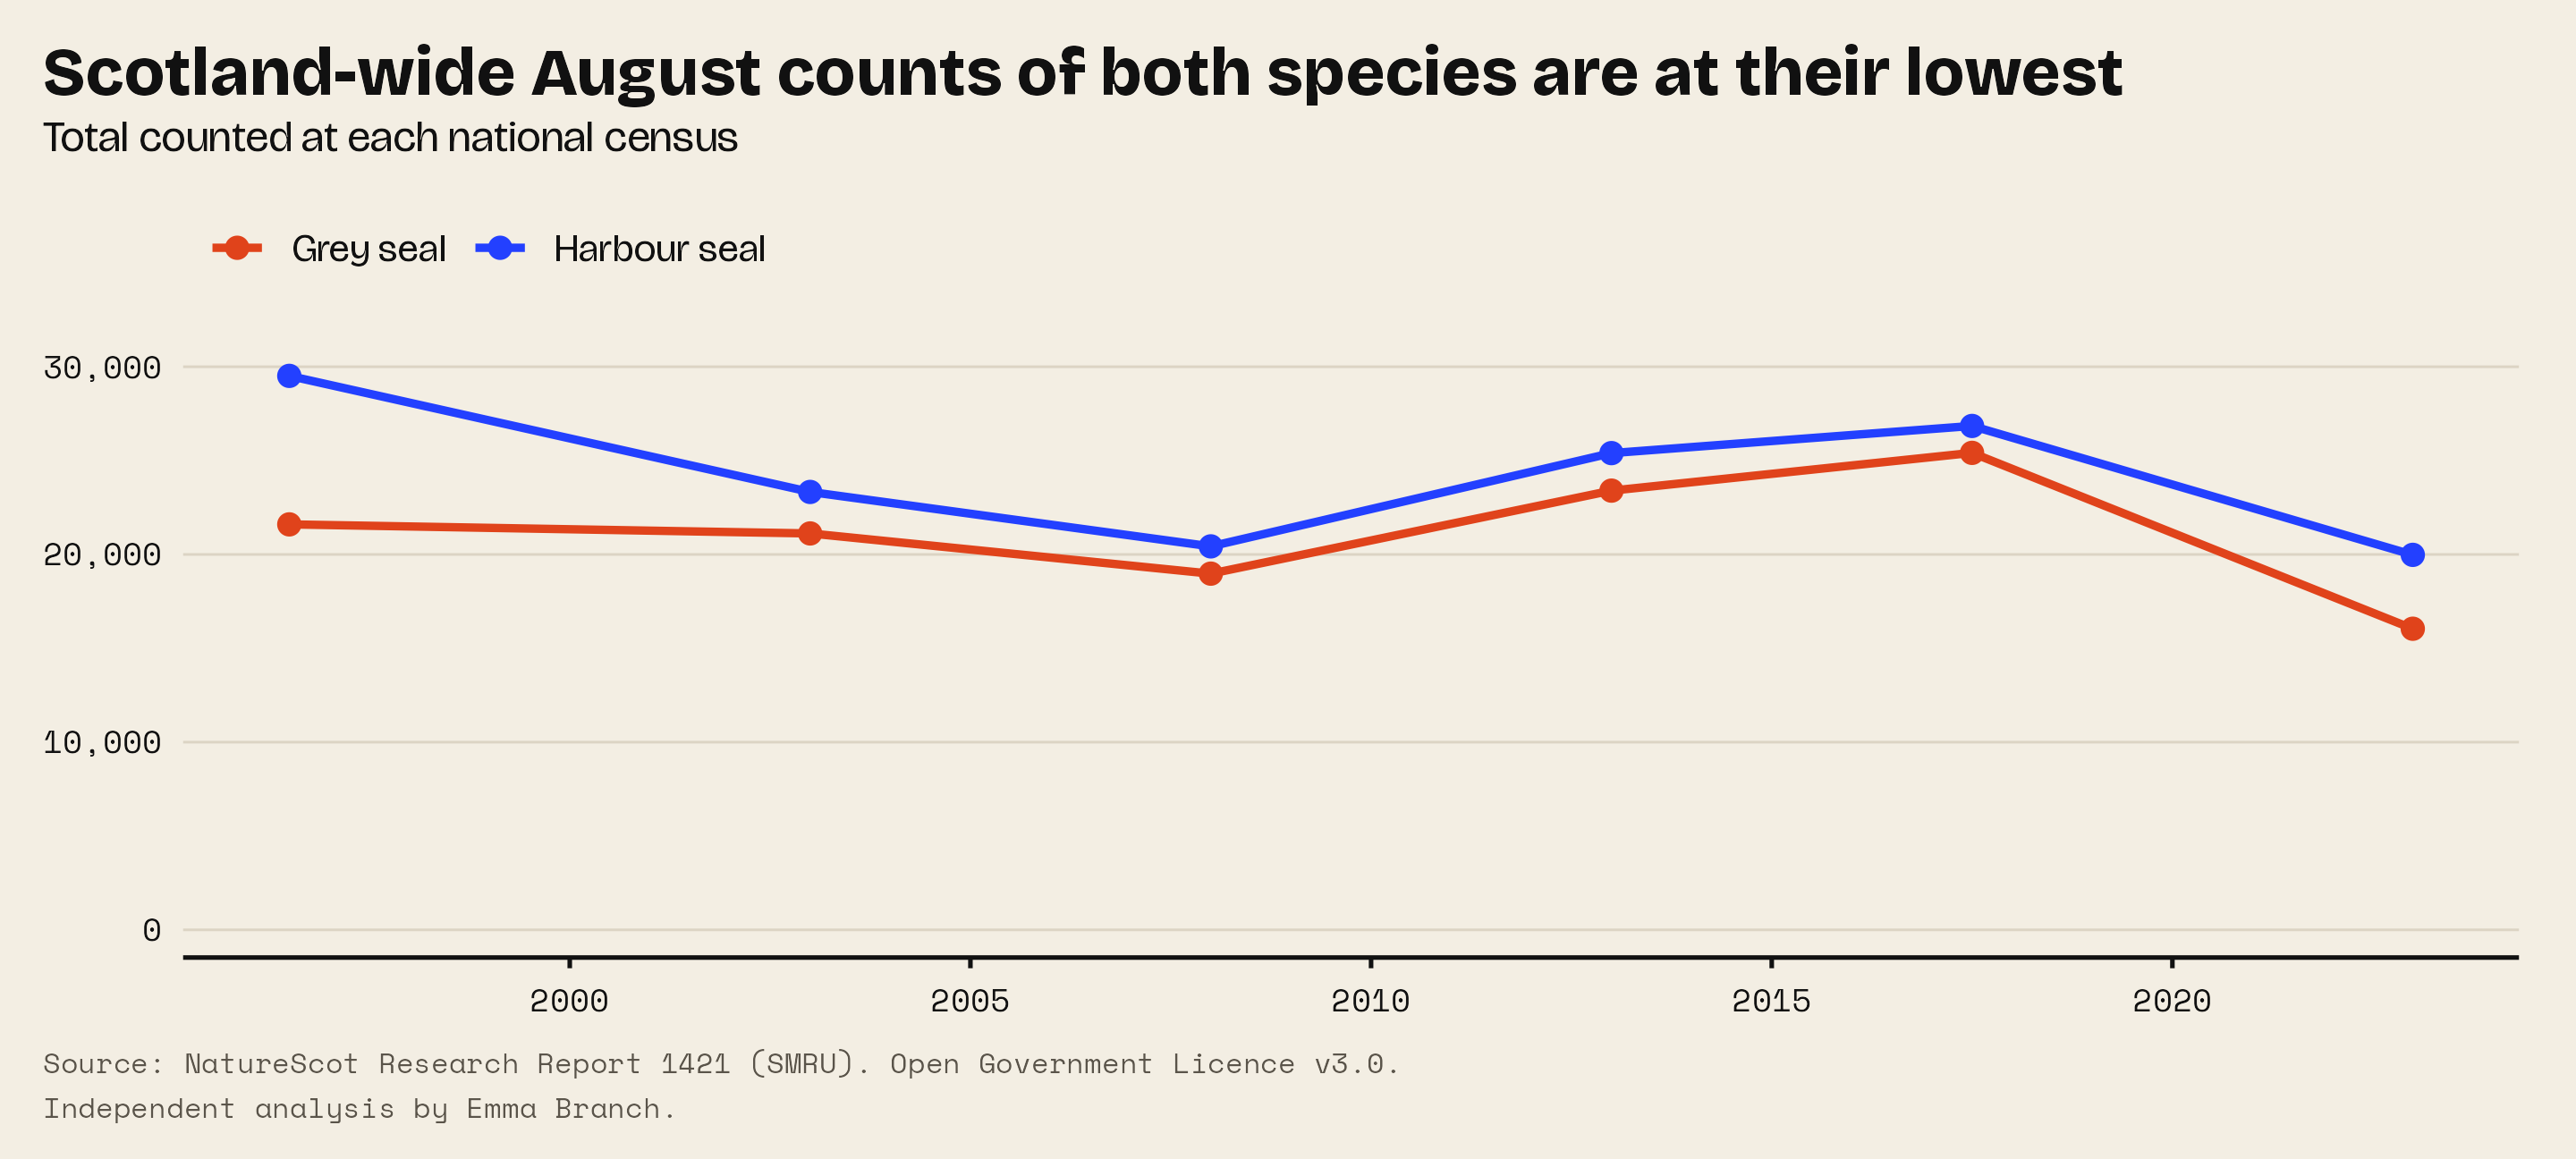 Scotland-wide August counts of both species are at their lowest
Total counted at each national census
Grey seal Harbour seal
30,000
20,000
10,000
0
2000 2005 2010 2015 2020
Source: NatureScot Research Report 1421 (SMRU). Open Government Licence v3.0.
Independent analysis by Emma Branch.